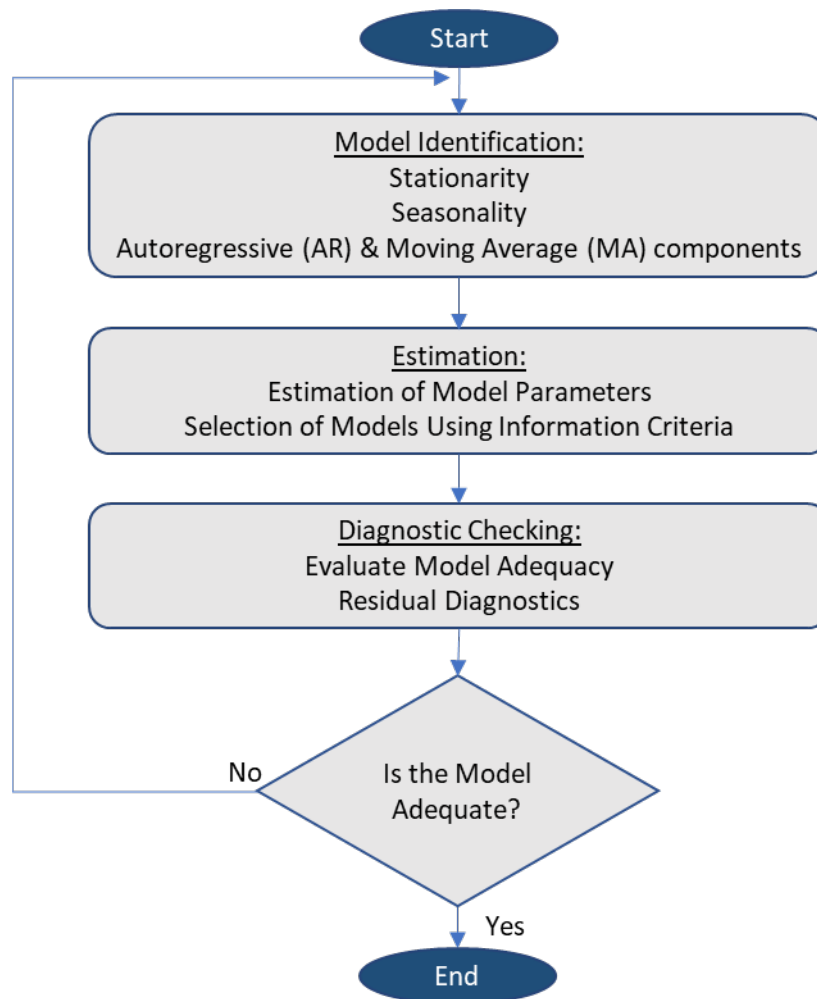 Start
Model Identification:
Stationarity
Seasonality
Autoregressive (AR) & Moving Average (MA) components
Estimation:
Estimation of Model Parameters
Selection of Models Using Information Criteria
Diagnostic Checking:
Evaluate Model Adequacy
Residual Diagnostics
No
Is the Model
Adequate?
Yes
End